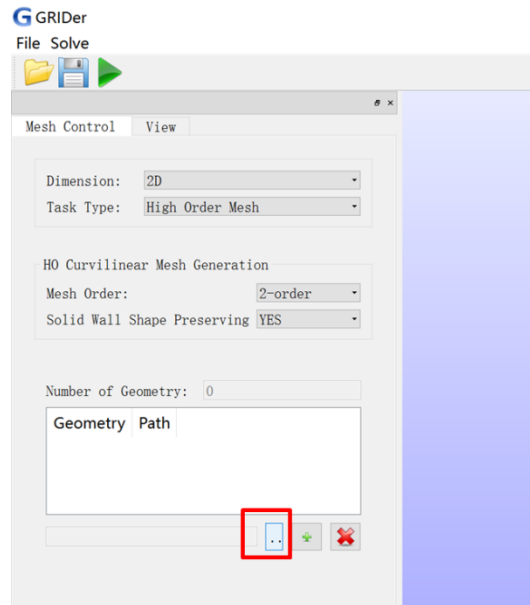 GRIDer
File Solve
Mesh Control View
Dimension: 2D
Task Type: High Order Mesh
HO Curvilinear Mesh Generation
Mesh Order: 2-order
Solid Wall Shape Preserving YES
Number of Geometry: 0
Geometry Path
..